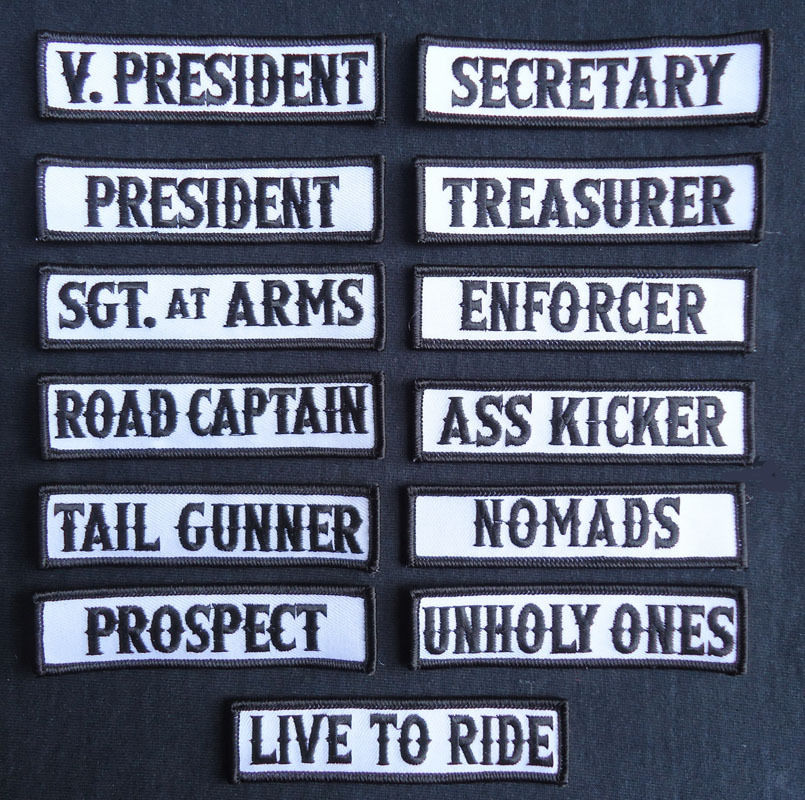 V. PRESIDENT
SECRETARY
PRESIDENT
TREASURER
SGT. AT ARMS
ENFORCER
ROAD CAPTAIN
ASS KICKER
TAIL GUNNER
NOMADS
PROSPECT
UNHOLY ONES
LIVE TO RIDE